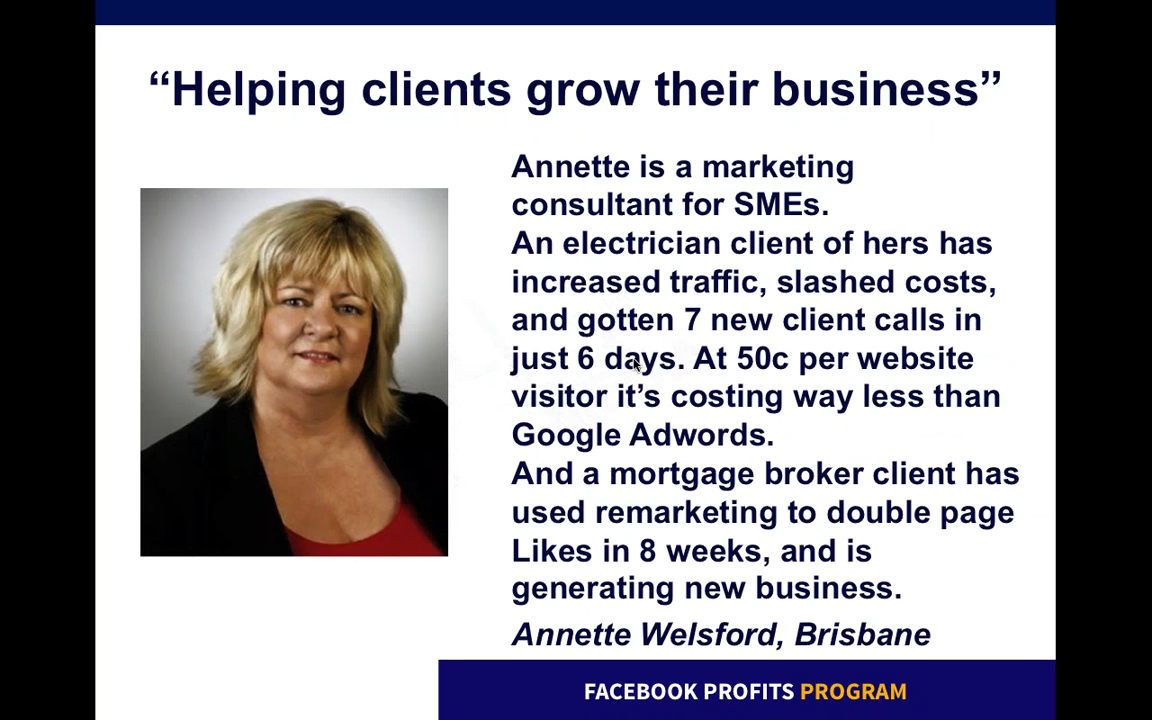 “Helping clients grow their business”
Annette is a marketing
consultant for SMEs.
An electrician client of hers has
increased traffic, slashed costs,
and gotten 7 new client calls in
just 6 days. At 50c per website
visitor it’s costing way less than
Google Adwords.
And a mortgage broker client has
used remarketing to double page
Likes in 8 weeks, and is
generating new business.
Annette Welsford, Brisbane
FACEBOOK PROFITS PROGRAM